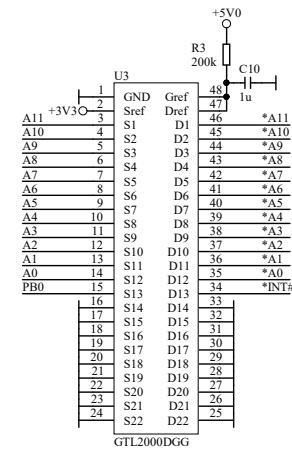 +5V0
R3
200k
C10
1u
U3
1 GND Gref 48
+3V3 2 Sref Dref 47
A11 3 S1 D1 46 *A11
A10 4 S2 D2 45 *A10
A9 5 S3 D3 44 *A9
A8 6 S4 D4 43 *A8
A7 7 S5 D5 42 *A7
A6 8 S6 D6 41 *A6
A5 9 S7 D7 40 *A5
A4 10 S8 D8 39 *A4
A3 11 S9 D9 38 *A3
A2 12 S10 D10 37 *A2
A1 13 S11 D11 36 *A1
A0 14 S12 D12 35 *A0
PB0 15 S13 D13 34 *INT#
16 S14 D14 33
17 S15 D15 32
18 S16 D16 31
19 S17 D17 30
20 S18 D18 29
21 S19 D19 28
22 S20 D20 27
23 S21 D21 26
24 S22 D22 25
GTL2000DGG